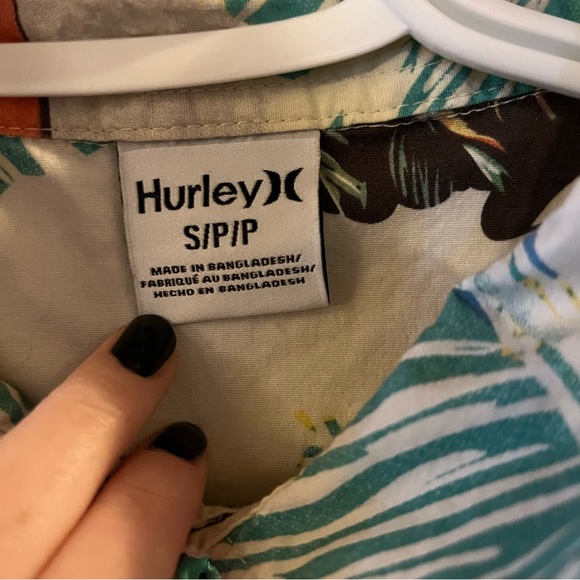 Hurley
S/P/P
MADE IN BANGLADESH/
FABRIQUÉ AU BANGLADESH/
HECHO EN BANGLADESH